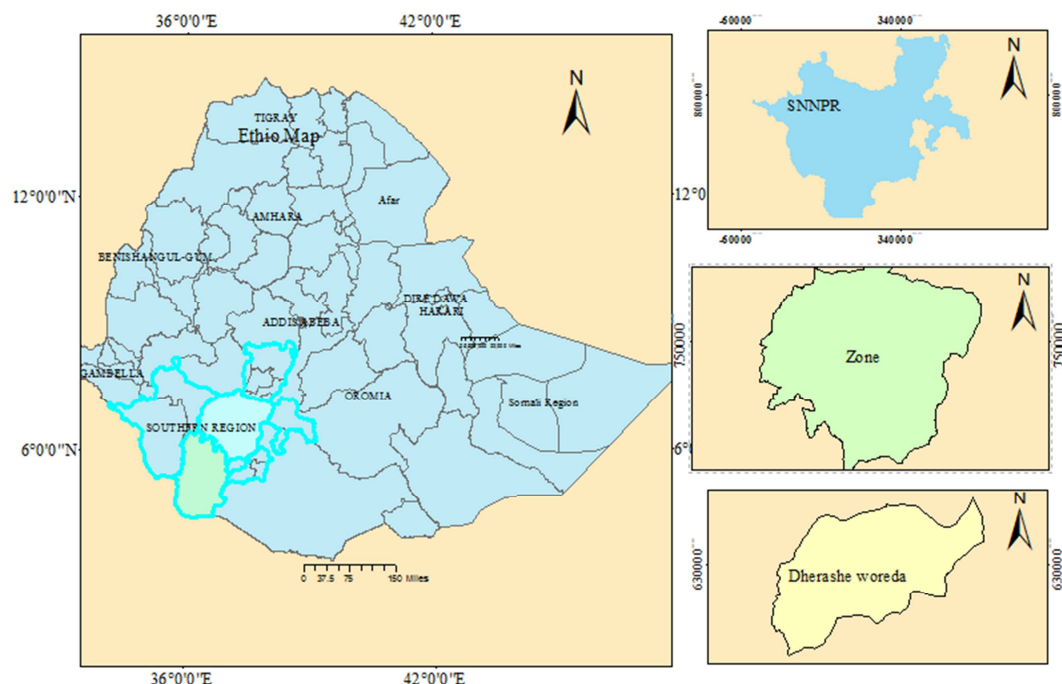 36°0'0"E
42°0'0"E
N
TIGRAY
Ethio Map
12°0'0"N
Afar
AMHARA
BENISHANGUL-GUM
DIRE DAWA
HARARI
ADDIS ABEBA
GAMBELLA
OROMIA
Somali Region
SOUTHERN REGION
6°0'0"N
0 37.5 75 150 Miles
36°0'0"E
42°0'0"E
-60000
340000
N
SNNPR
800000
12°0
-60000
340000
N
750000
Zone
750000
6°0
N
630000
Dherashe woreda
630000